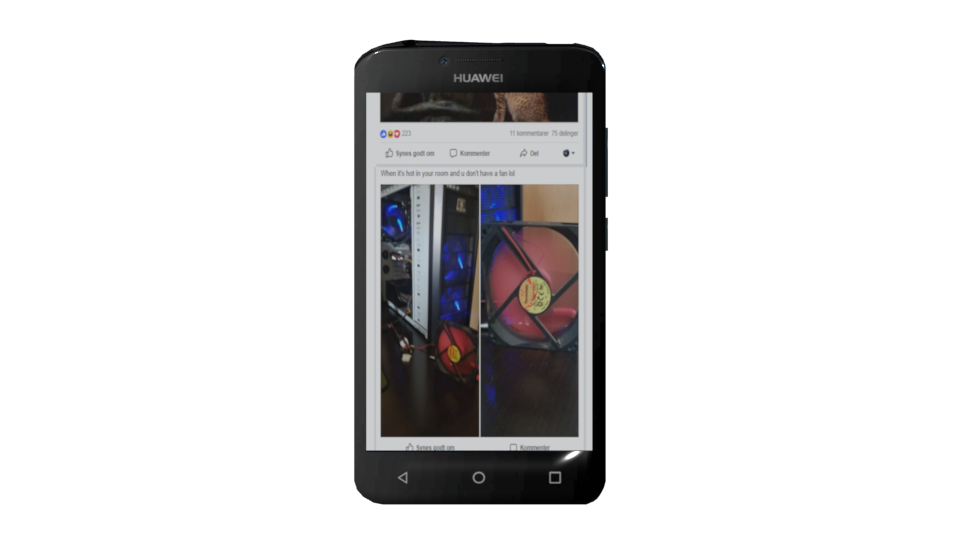 HUAWEI
223
11 kommentarer 75 delinger
Synes godt om Kommenter Del
When it's hot in your room and u don't have a fan lol
Synes godt om Kommenter